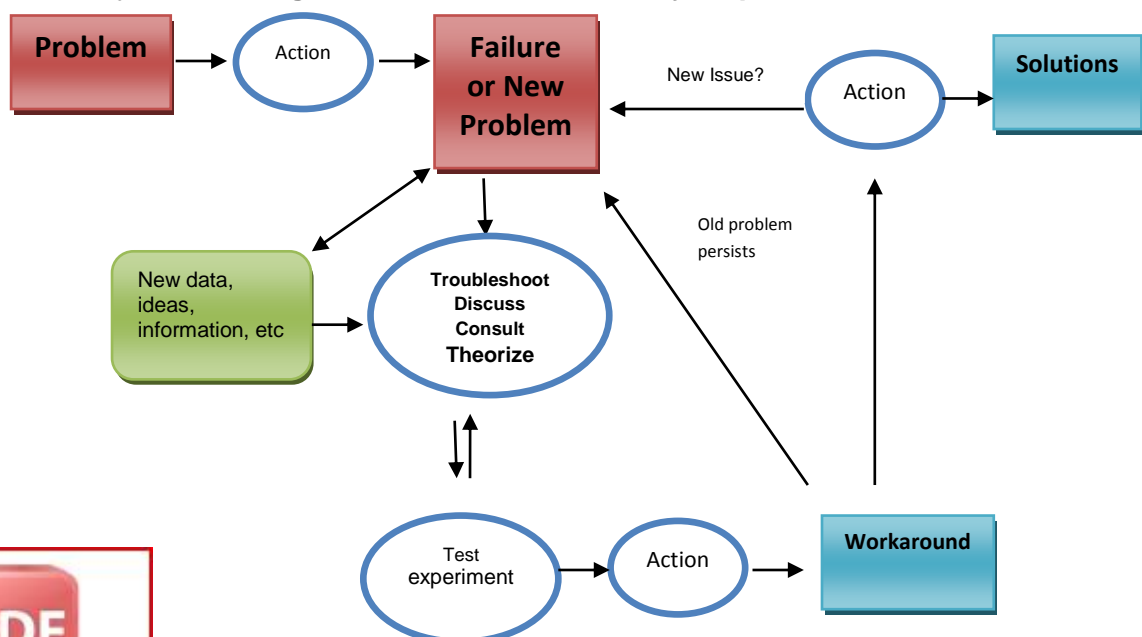 Problem
Action
Failure
or New
Problem
New Issue?
Action
Solutions
Old problem
persists
New data,
ideas,
information, etc
Troubleshoot
Discuss
Consult
Theorize
Test
experiment
Action
Workaround